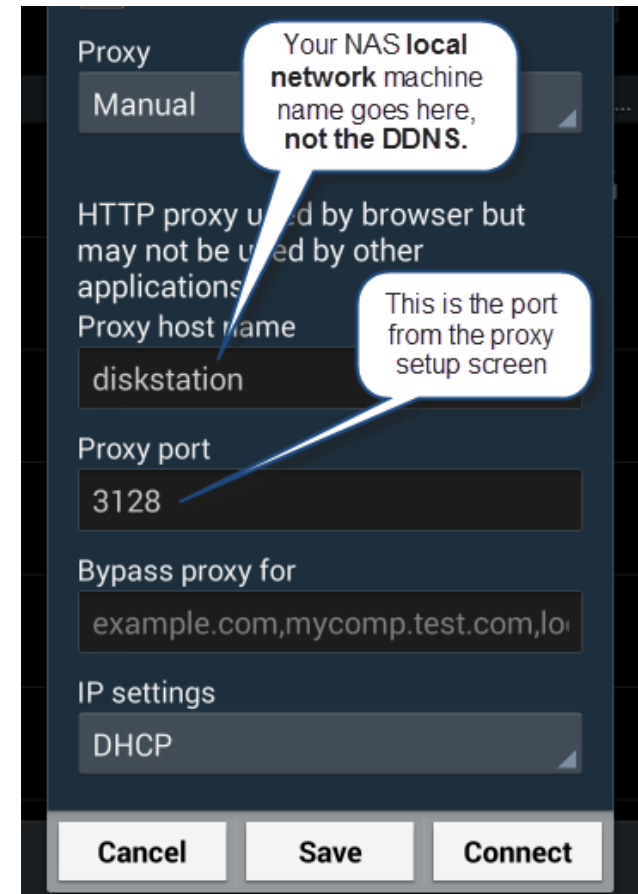 Proxy
Manual
Your NAS local
network machine
name goes here,
not the DDNS.
...
HTTP proxy used by browser but
may not be used by other
applications
Proxy host name
diskstation
This is the port
from the proxy
setup screen
Proxy port
3128
Bypass proxy for
example.com,mycomp.test.com,lo
IP settings
DHCP
Cancel Save Connect